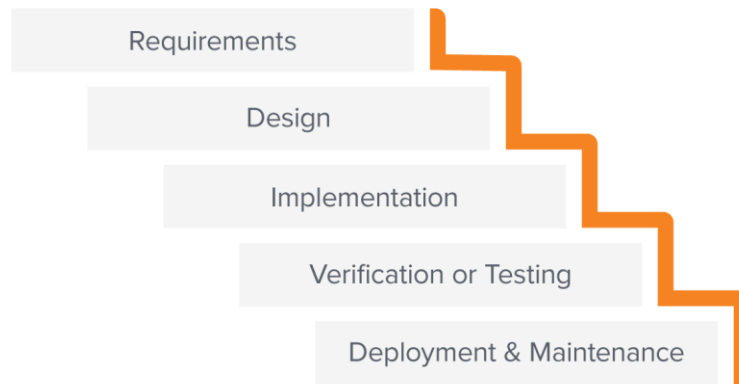 Requirements
Design
Implementation
Verification or Testing
Deployment & Maintenance